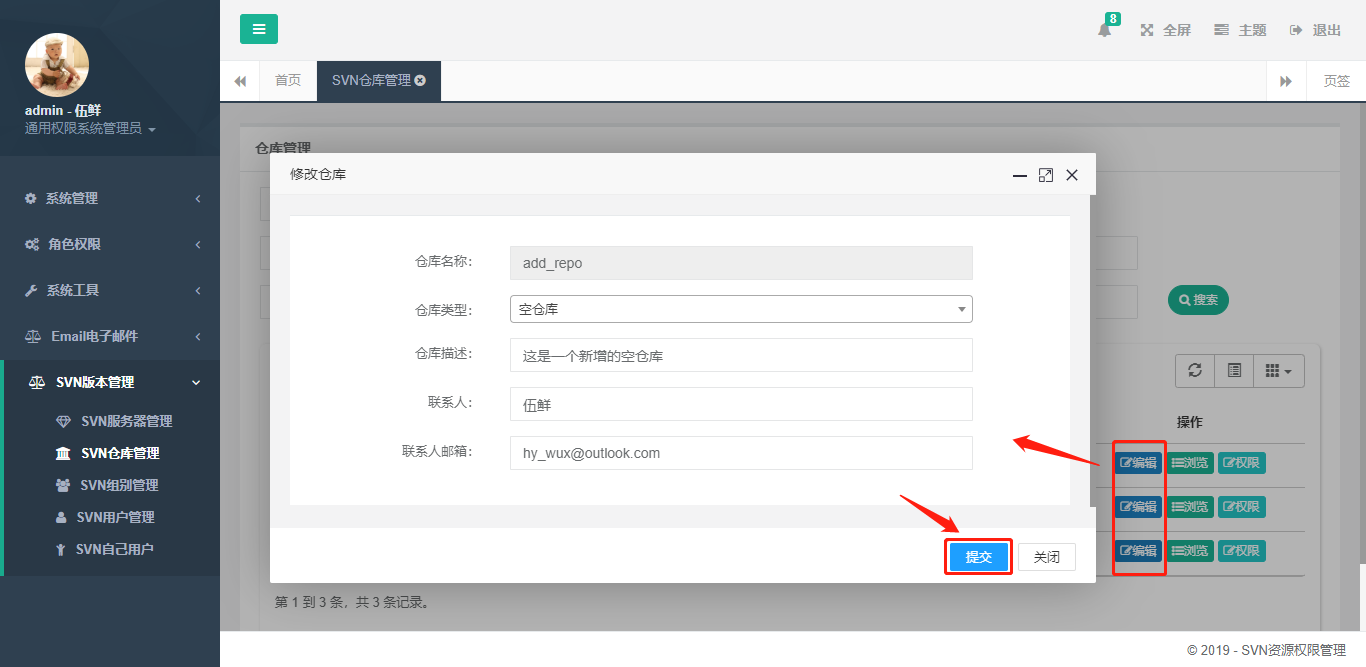 8
全屏
主题
退出
首页
SVN仓库管理
页签
admin - 伍鲜
通用权限系统管理员
系统管理
角色权限
系统工具
Email电子邮件
SVN版本管理
SVN服务器管理
SVN仓库管理
SVN组别管理
SVN用户管理
SVN自己用户
仓库管理
修改仓库
仓库名称：
add_repo
仓库类型：
空仓库
仓库描述：
这是一个新增的空仓库
联系人：
伍鲜
联系人邮箱：
hy_wux@outlook.com
提交
关闭
搜索
操作
编辑 浏览 权限
编辑 浏览 权限
编辑 浏览 权限
第 1 到 3 条，共 3 条记录。
© 2019 - SVN资源权限管理